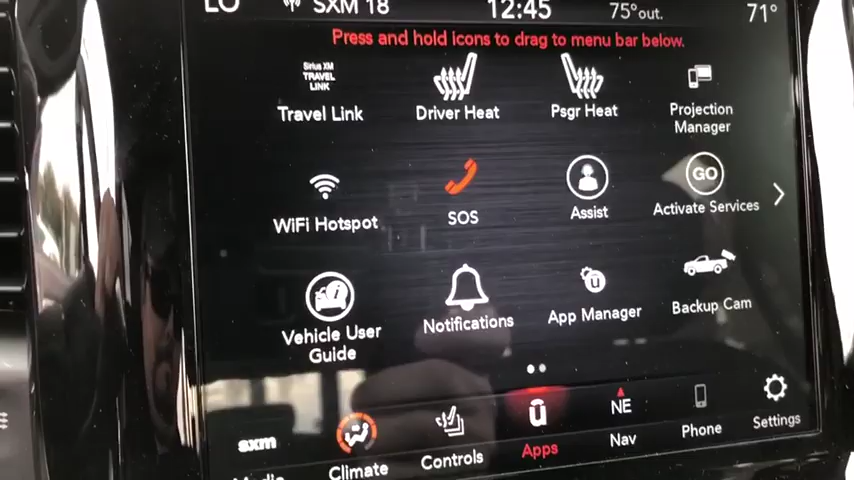 LO SXM 18 12:45 75°out. 71°
Press and hold icons to drag to menu bar below.
Sirius XM
TRAVEL
LINK
Travel Link Driver Heat Psgr Heat Projection
Manager
GO
WiFi Hotspot SOS Assist Activate Services
Vehicle User
Guide
Notifications App Manager Backup Cam
sxm ū NE
Media Climate Controls Apps Nav Phone Settings